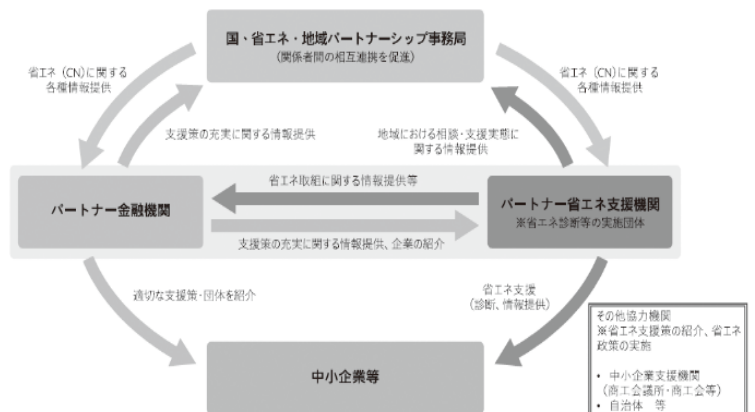 国、省エネ・地域パートナーシップ事務局
(関係者間の相互連携を促進)
省エネ (CN)に関する
各種情報提供
省エネ (CN)に関する
各種情報提供
支援策の充実に関する情報提供
地域における相談・支援実態に
関する情報提供
省エネ取組に関する情報提供等
パートナー金融機関
パートナー省エネ支援機関
※省エネ診断等の実施団体
支援策の充実に関する情報提供、企業の紹介
適切な支援策・団体を紹介
省エネ支援
(診断、情報提供)
中小企業等
その他協力機関
※省エネ支援策の紹介、省エネ
政策の実施
• 中小企業支援機関
(商工会議所・商工会等)
• 自治体 等